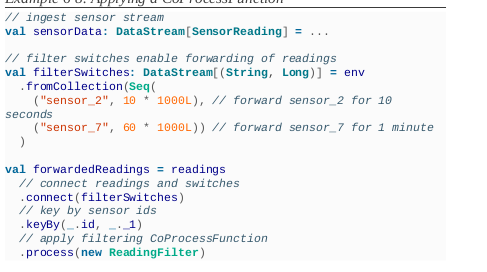 Example 6-8. Applying a CoProcessFunction
// ingest sensor stream
val sensorData: DataStream[SensorReading] = ...
// filter switches enable forwarding of readings
val filterSwitches: DataStream[(String, Long)] = env
.fromCollection(Seq(
("sensor_2", 10 * 1000L), // forward sensor_2 for 10
seconds
("sensor_7", 60 * 1000L)) // forward sensor_7 for 1 minute
)
val forwardedReadings = readings
// connect readings and switches
.connect(filterSwitches)
// key by sensor ids
.keyBy(_.id, _._1)
// apply filtering CoProcessFunction
.process(new ReadingFilter)